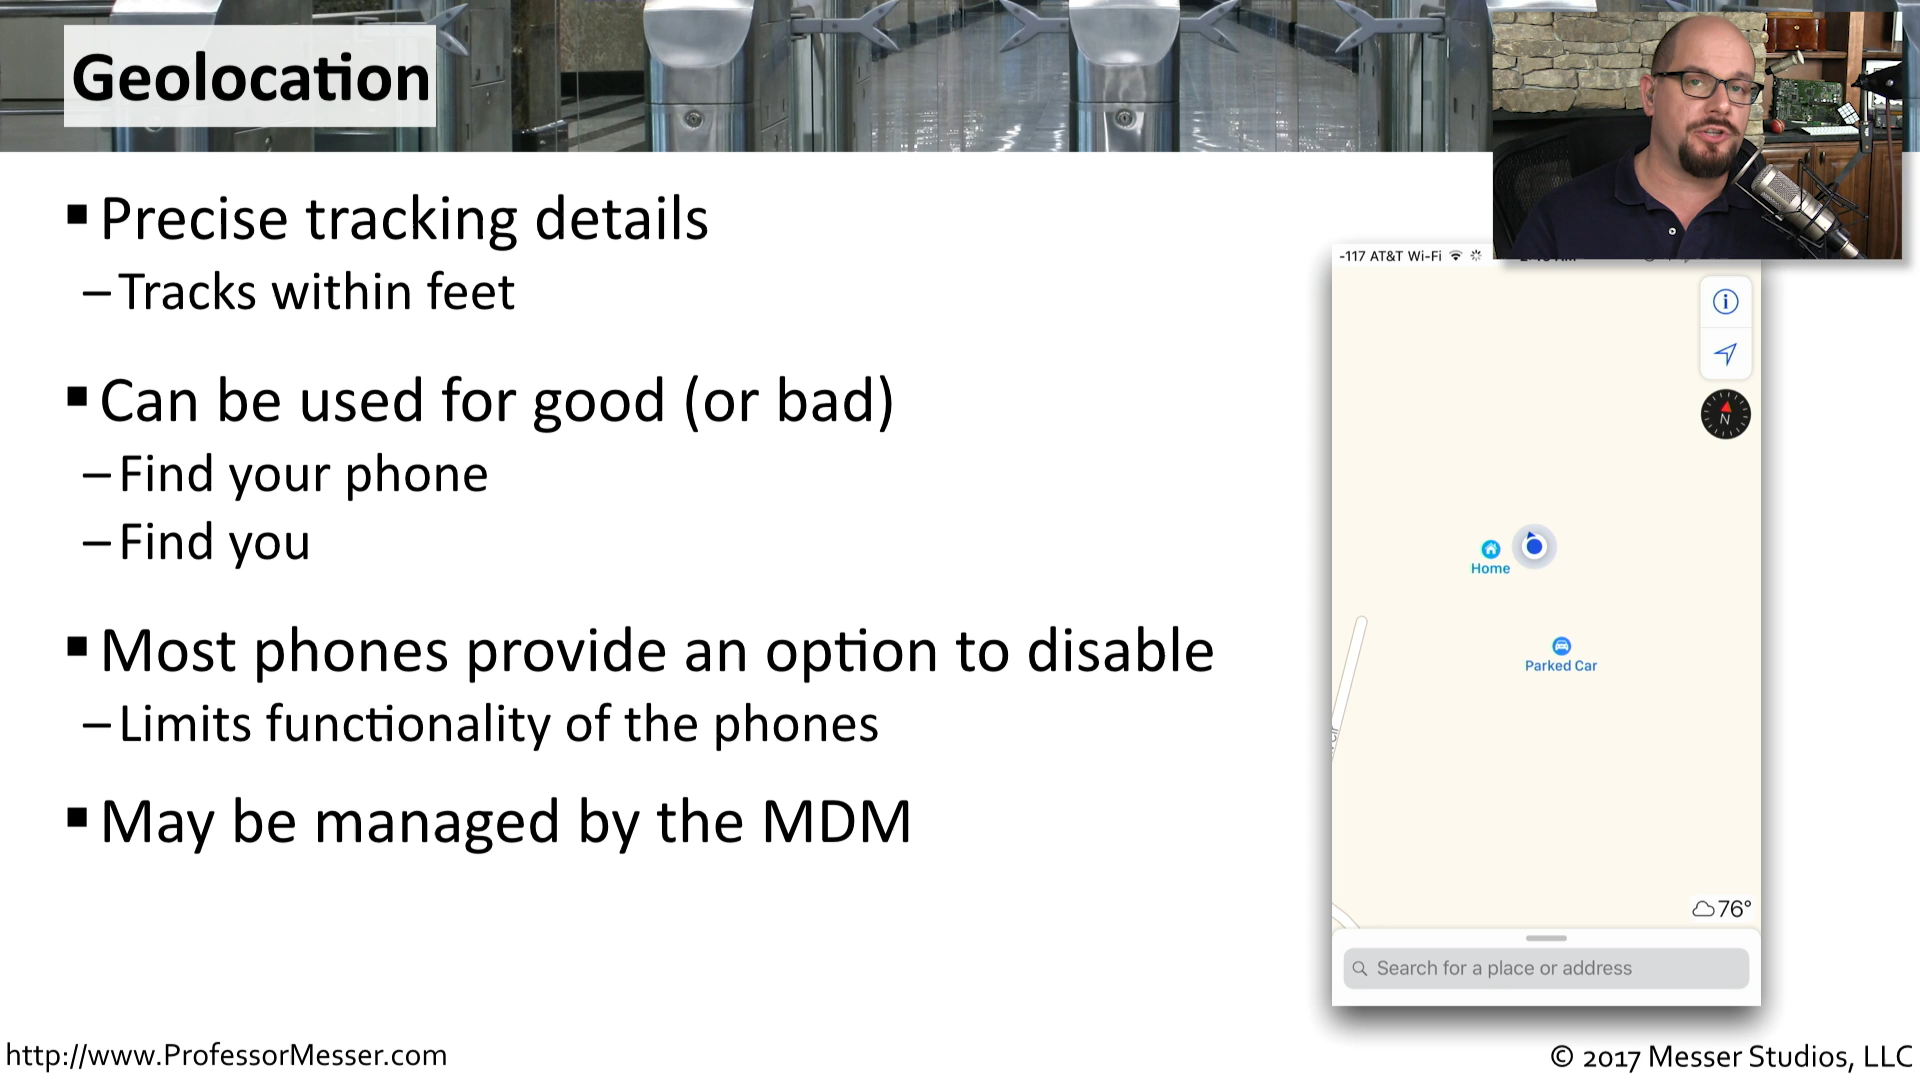 Geolocation
▪ Precise tracking details
– Tracks within feet
▪ Can be used for good (or bad)
– Find your phone
– Find you
▪ Most phones provide an option to disable
– Limits functionality of the phones
▪ May be managed by the MDM
-117 AT&T Wi-Fi
N
Home
Parked Car
76°
Search for a place or address
http://www.ProfessorMesser.com
© 2017 Messer Studios, LLC